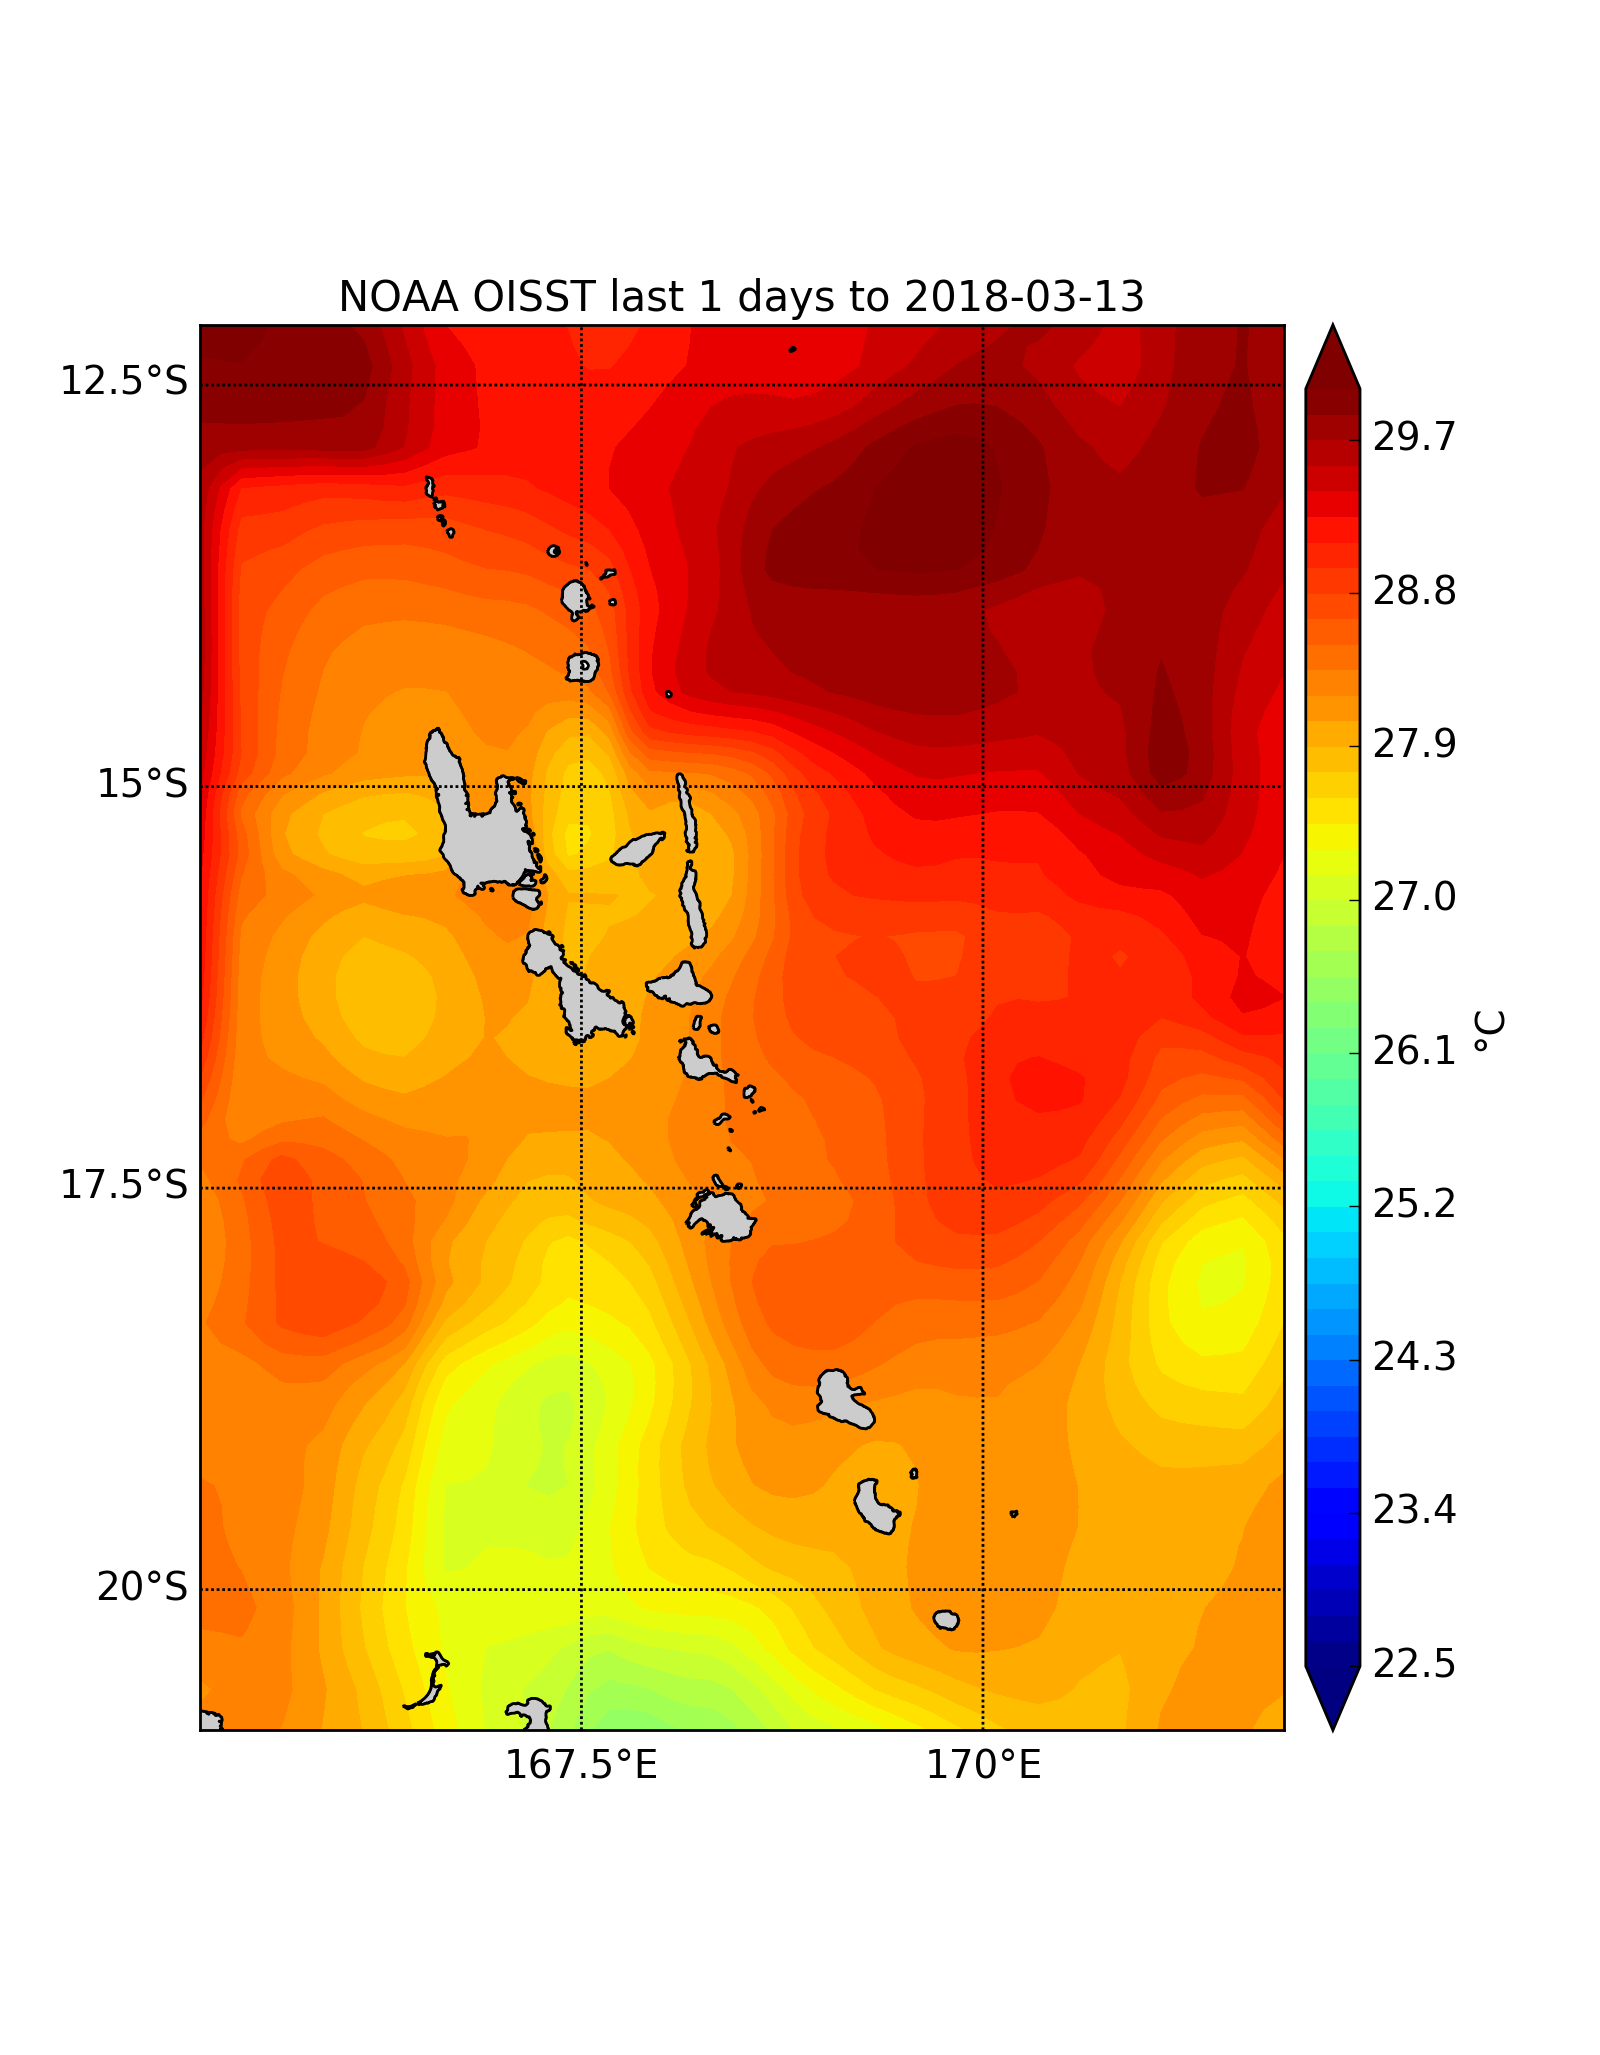 NOAA OISST last 1 days to 2018-03-13
12.5°S
15°S
17.5°S
20°S
167.5°E
170°E
29.7
28.8
27.9
27.0
26.1
25.2
24.3
23.4
22.5
°C